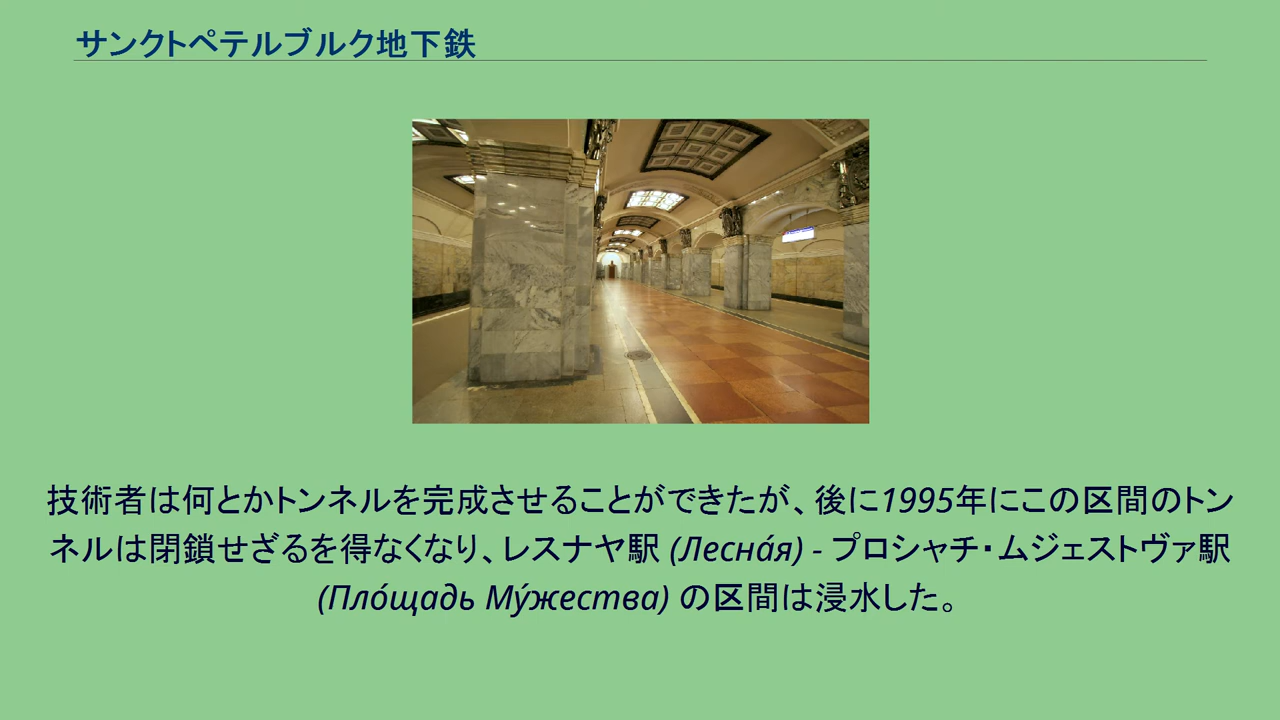 サンクトペテルブルク地下鉄
技術者は何とかトンネルを完成させることができたが、後に1995年にこの区間のトン
ネルは閉鎖せざるを得なくなり、レスナヤ駅 (Лесна́я) - プロシャチ・ムジェストヴァ駅
(Пло́щадь Му́жества) の区間は浸水した。